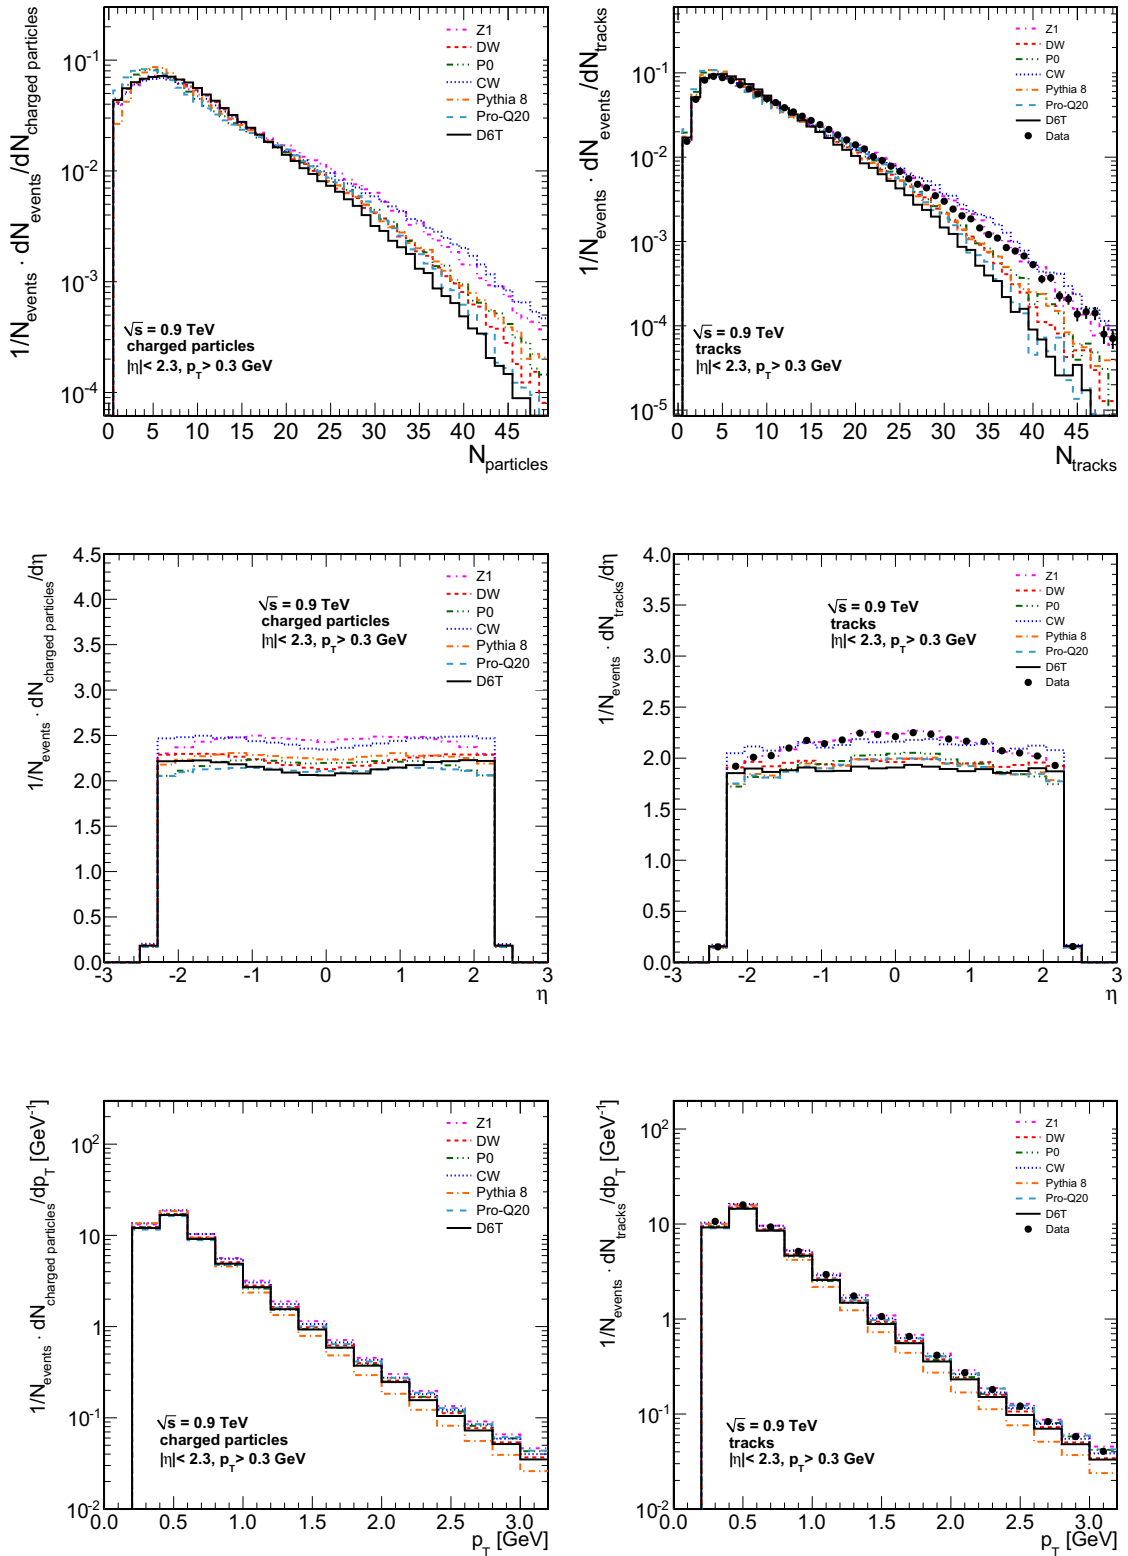 1/N_events · dN_events/dN_charged particles
10^-1
10^-2
10^-3
10^-4
Z1
DW
P0
CW
Pythia 8
Pro-Q20
D6T
√s = 0.9 TeV
charged particles
|η|< 2.3, p_T> 0.3 GeV
0 5 10 15 20 25 30 35 40 45
N_particles
1/N_events · dN_events/dN_tracks
1
10^-1
10^-2
10^-3
10^-4
10^-5
Z1
DW
P0
CW
Pythia 8
Pro-Q20
D6T
Data
√s = 0.9 TeV
tracks
|η|< 2.3, p_T> 0.3 GeV
0 5 10 15 20 25 30 35 40 45
N_tracks
1/N_events · dN_charged particles/dη
4.5
4.0
3.5
3.0
2.5
2.0
1.5
1.0
0.5
0.0
√s = 0.9 TeV
charged particles
|η|< 2.3, p_T> 0.3 GeV
Z1
DW
P0
CW
Pythia 8
Pro-Q20
D6T
-3 -2 -1 0 1 2 3
η
1/N_events · dN_tracks/dη
4.0
3.5
3.0
2.5
2.0
1.5
1.0
0.5
0.0
√s = 0.9 TeV
tracks
|η|< 2.3, p_T> 0.3 GeV
Z1
DW
P0
CW
Pythia 8
Pro-Q20
D6T
Data
-3 -2 -1 0 1 2 3
η
1/N_events · dN_charged particles/dp_T [GeV^-1]
10^2
10
1
10^-1
10^-2
Z1
DW
P0
CW
Pythia 8
Pro-Q20
D6T
√s = 0.9 TeV
charged particles
|η|< 2.3, p_T> 0.3 GeV
0.0 0.5 1.0 1.5 2.0 2.5 3.0
p_T [GeV]
1/N_events · dN_tracks/dp_T [GeV^-1]
10^2
10
1
10^-1
10^-2
Z1
DW
P0
CW
Pythia 8
Pro-Q20
D6T
Data
√s = 0.9 TeV
tracks
|η|< 2.3, p_T> 0.3 GeV
0.0 0.5 1.0 1.5 2.0 2.5 3.0
p_T [GeV]